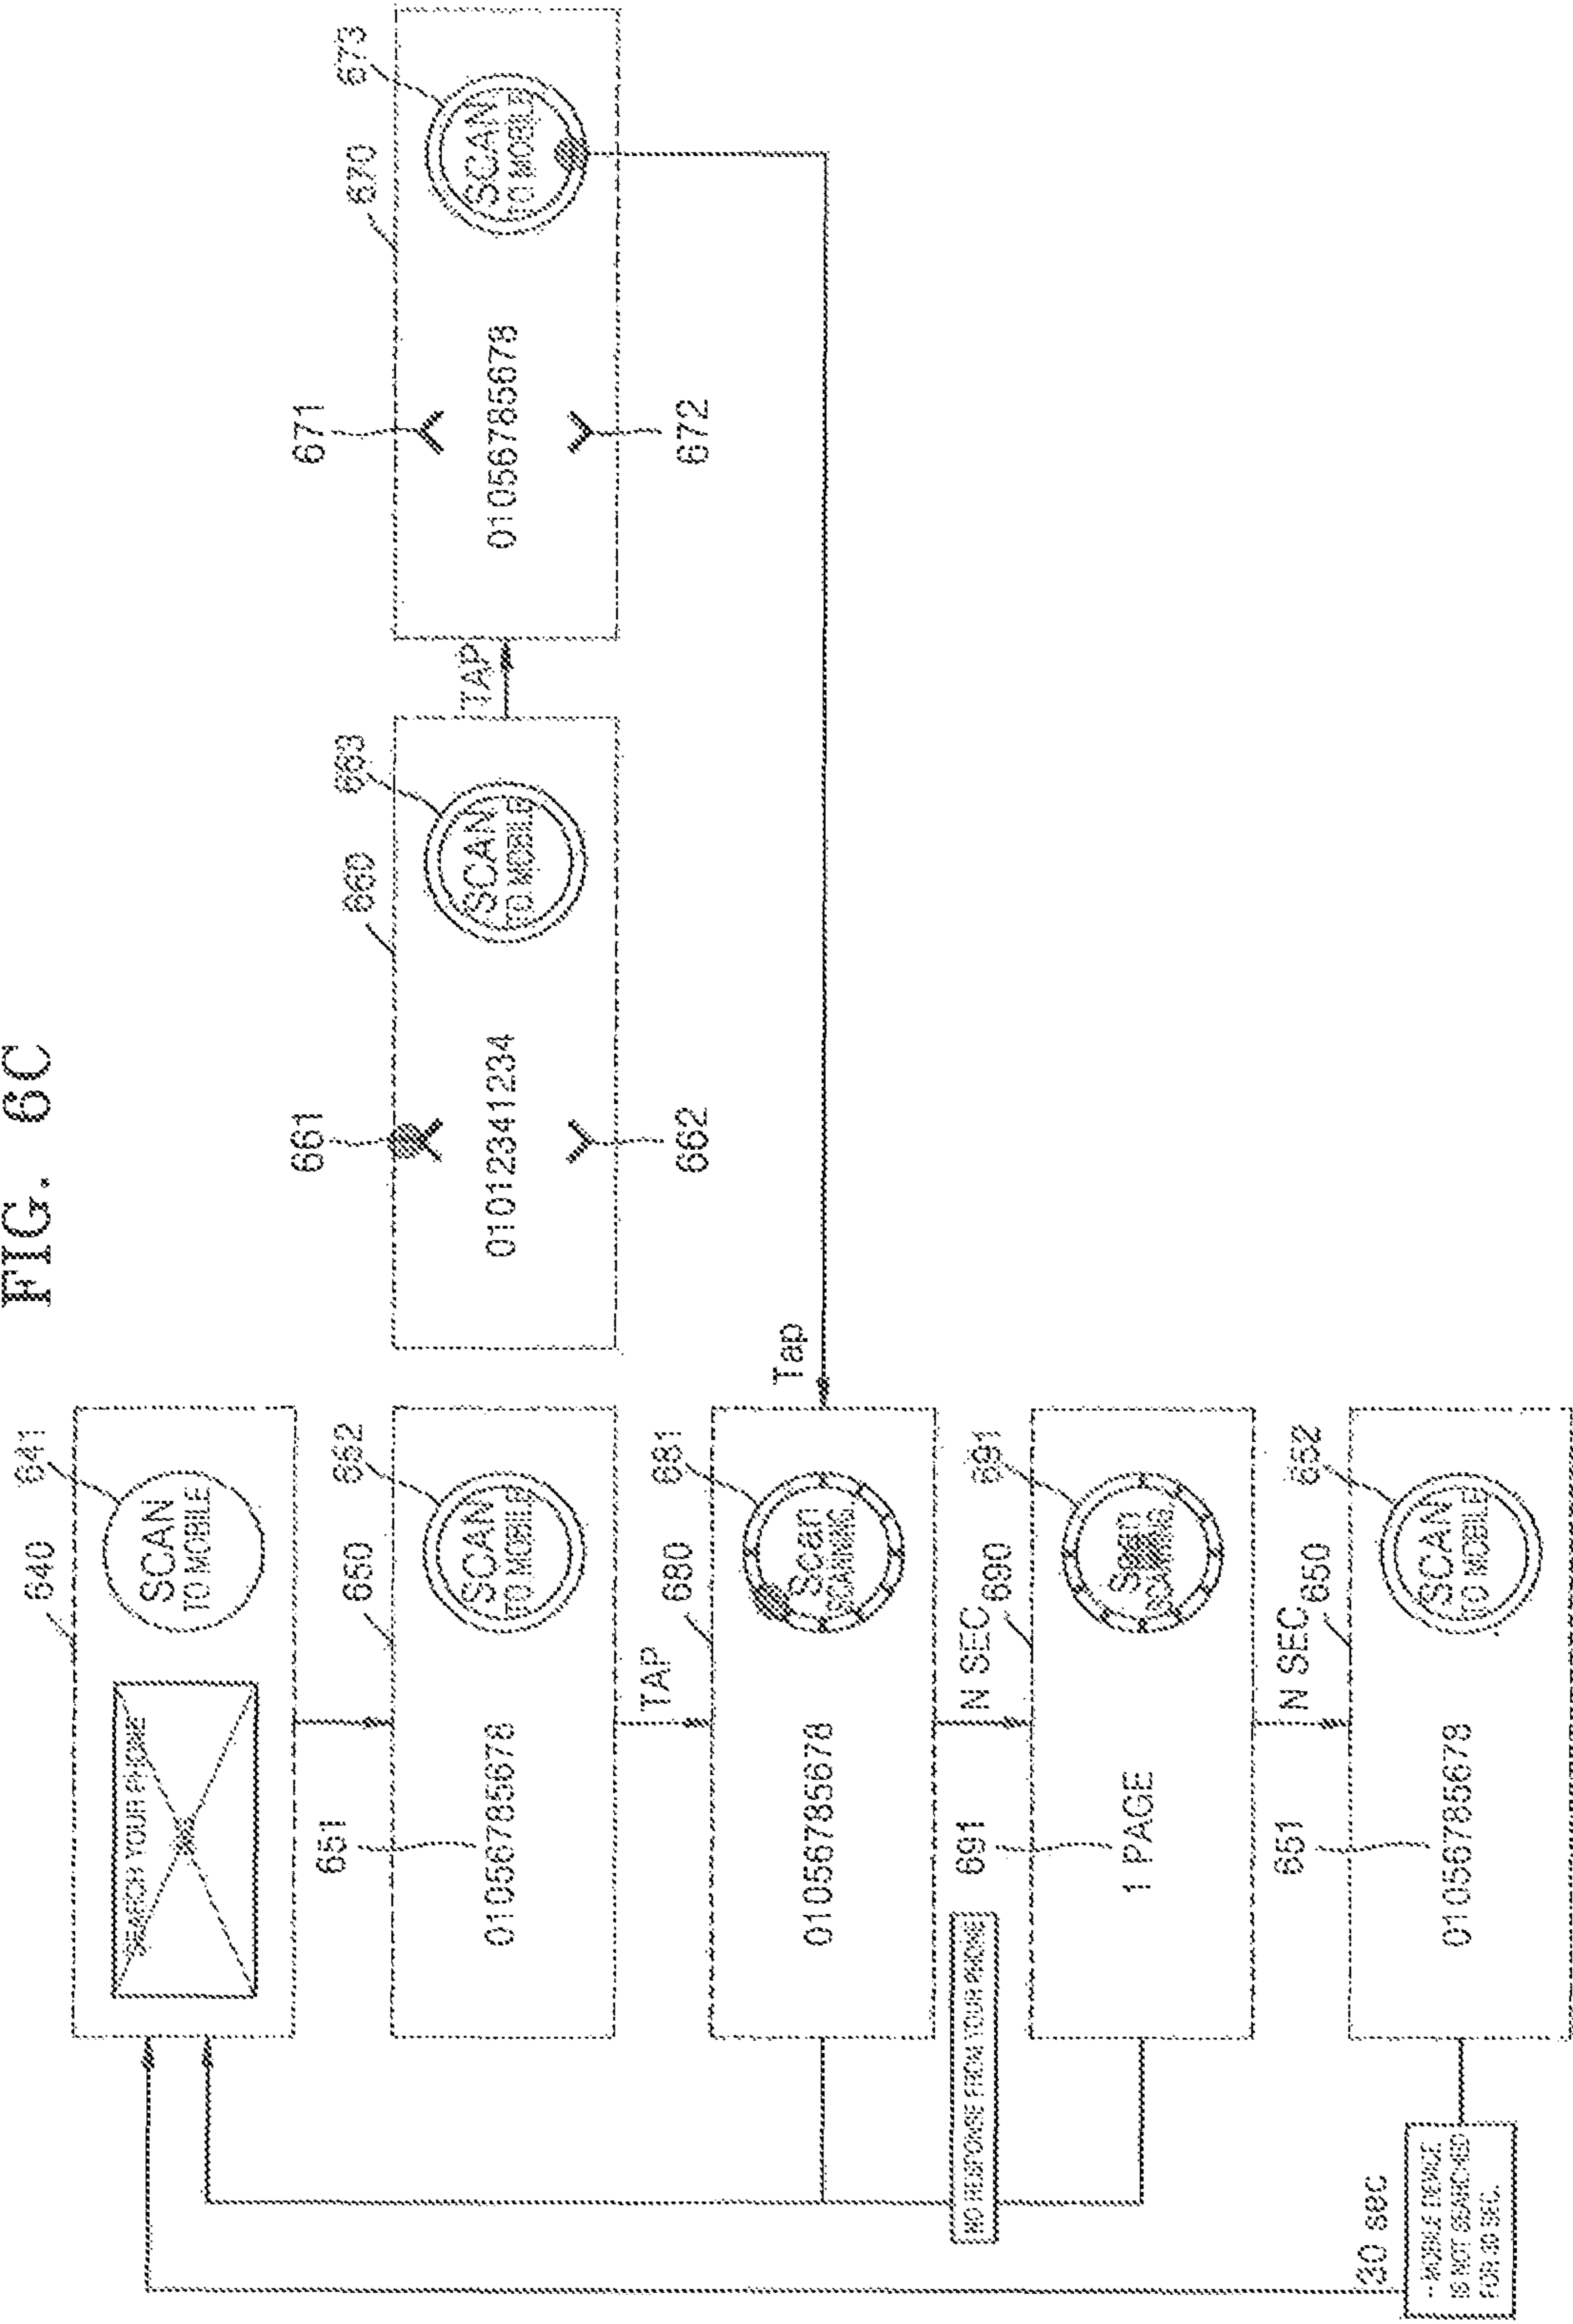 FIG. 6C
640
641
SEARCH YOUR PHONE
SCAN
TO MOBILE
651
650
652
01056785678
SCAN
TO MOBILE
TAP
660
661
662
663
01012341234
SCAN
TO MOBILE
TAP
670
671
672
673
01056785678
SCAN
TO MOBILE
Tap
680
681
01056785678
Scan
SCANNING
NO RESPONSE FROM YOUR PHONE
N SEC
691
690
691
1 PAGE
Scan
SCANNING
N SEC
651
650
652
01056785678
SCAN
TO MOBILE
30 sec
- MOBILE DEVICE
IS NOT SEARCHED
FOR 30 SEC.